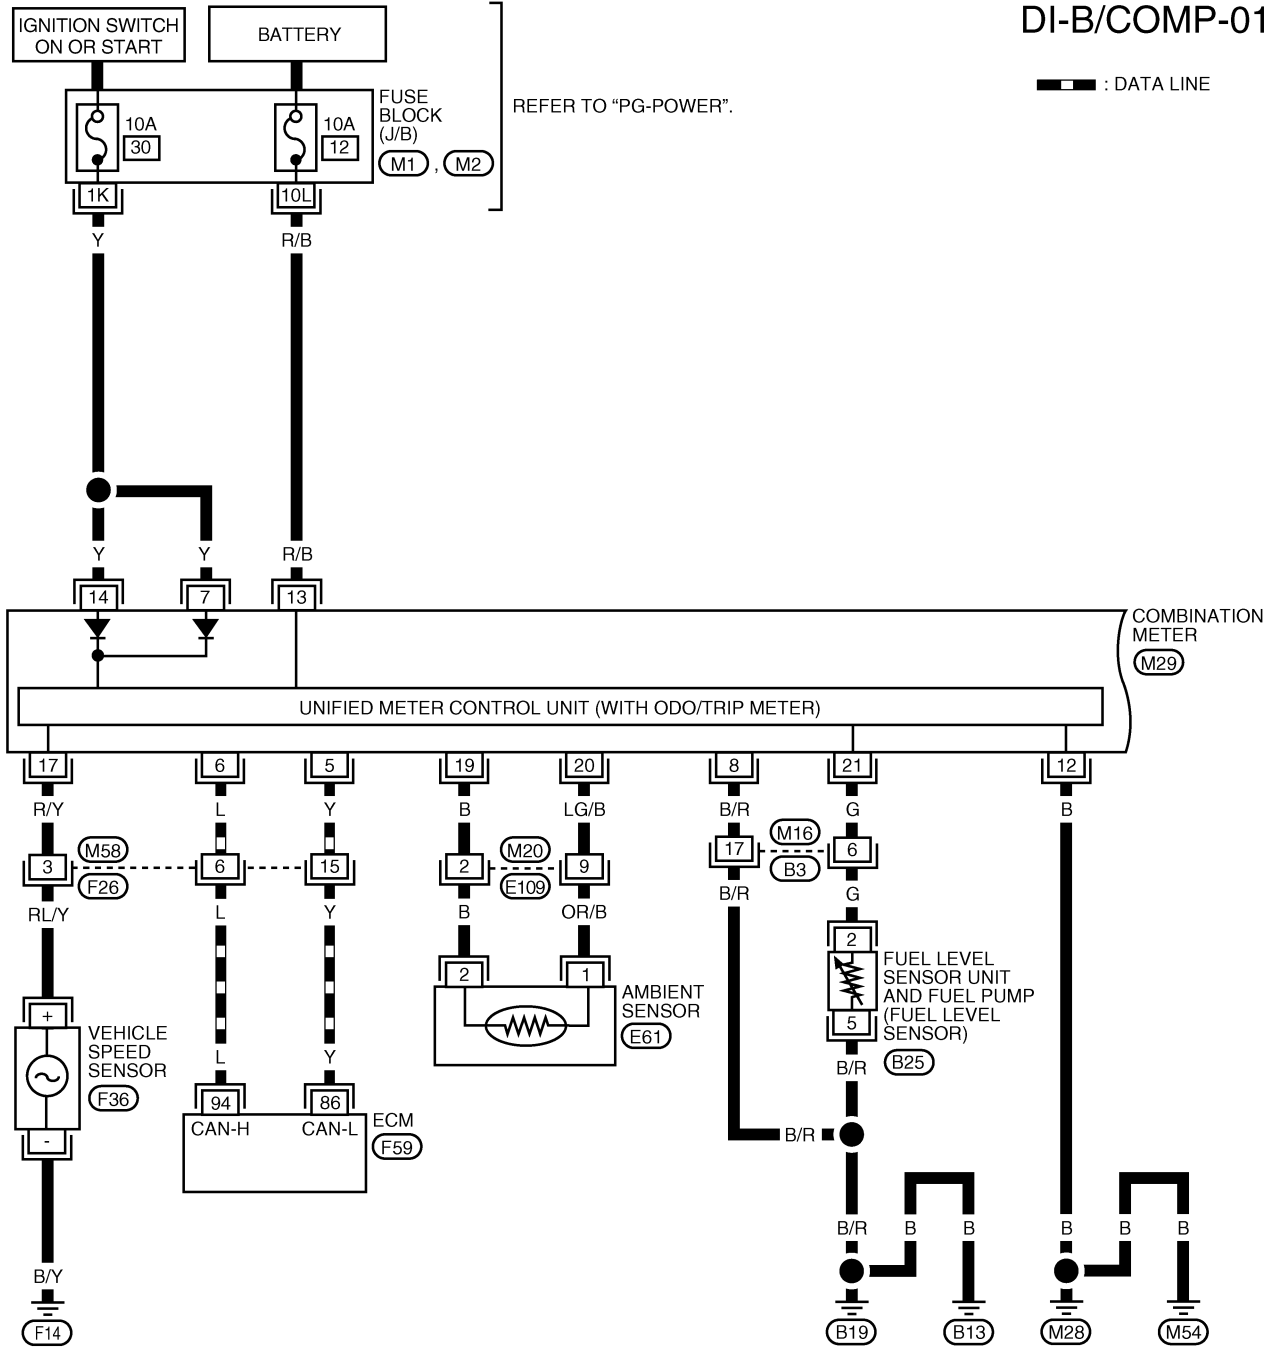 DI-B/COMP-01
: DATA LINE
IGNITION SWITCH
ON OR START
BATTERY
REFER TO “PG-POWER”.
10A
30
10A
12
FUSE
BLOCK
(J/B)
M1 , M2
1K
10L
Y
R/B
Y
Y
R/B
14
7
13
COMBINATION
METER
M29
UNIFIED METER CONTROL UNIT (WITH ODO/TRIP METER)
17
6
5
19
20
8
21
12
R/Y
L
Y
B
LG/B
B/R
G
B
3
M58
F26
6
15
2
M20
E109
9
17
M16
B3
6
RL/Y
L
Y
B
OR/B
B/R
G
2
1
2
FUEL LEVEL
SENSOR UNIT
AND FUEL PUMP
(FUEL LEVEL
SENSOR)
B25
5
AMBIENT
SENSOR
E61
+
VEHICLE
SPEED
SENSOR
F36
-
L
Y
94
86
CAN-H
CAN-L
ECM
F59
B/R
B/R
B/R
B
B
B
B
B
B/Y
F14
B19
B13
M28
M54